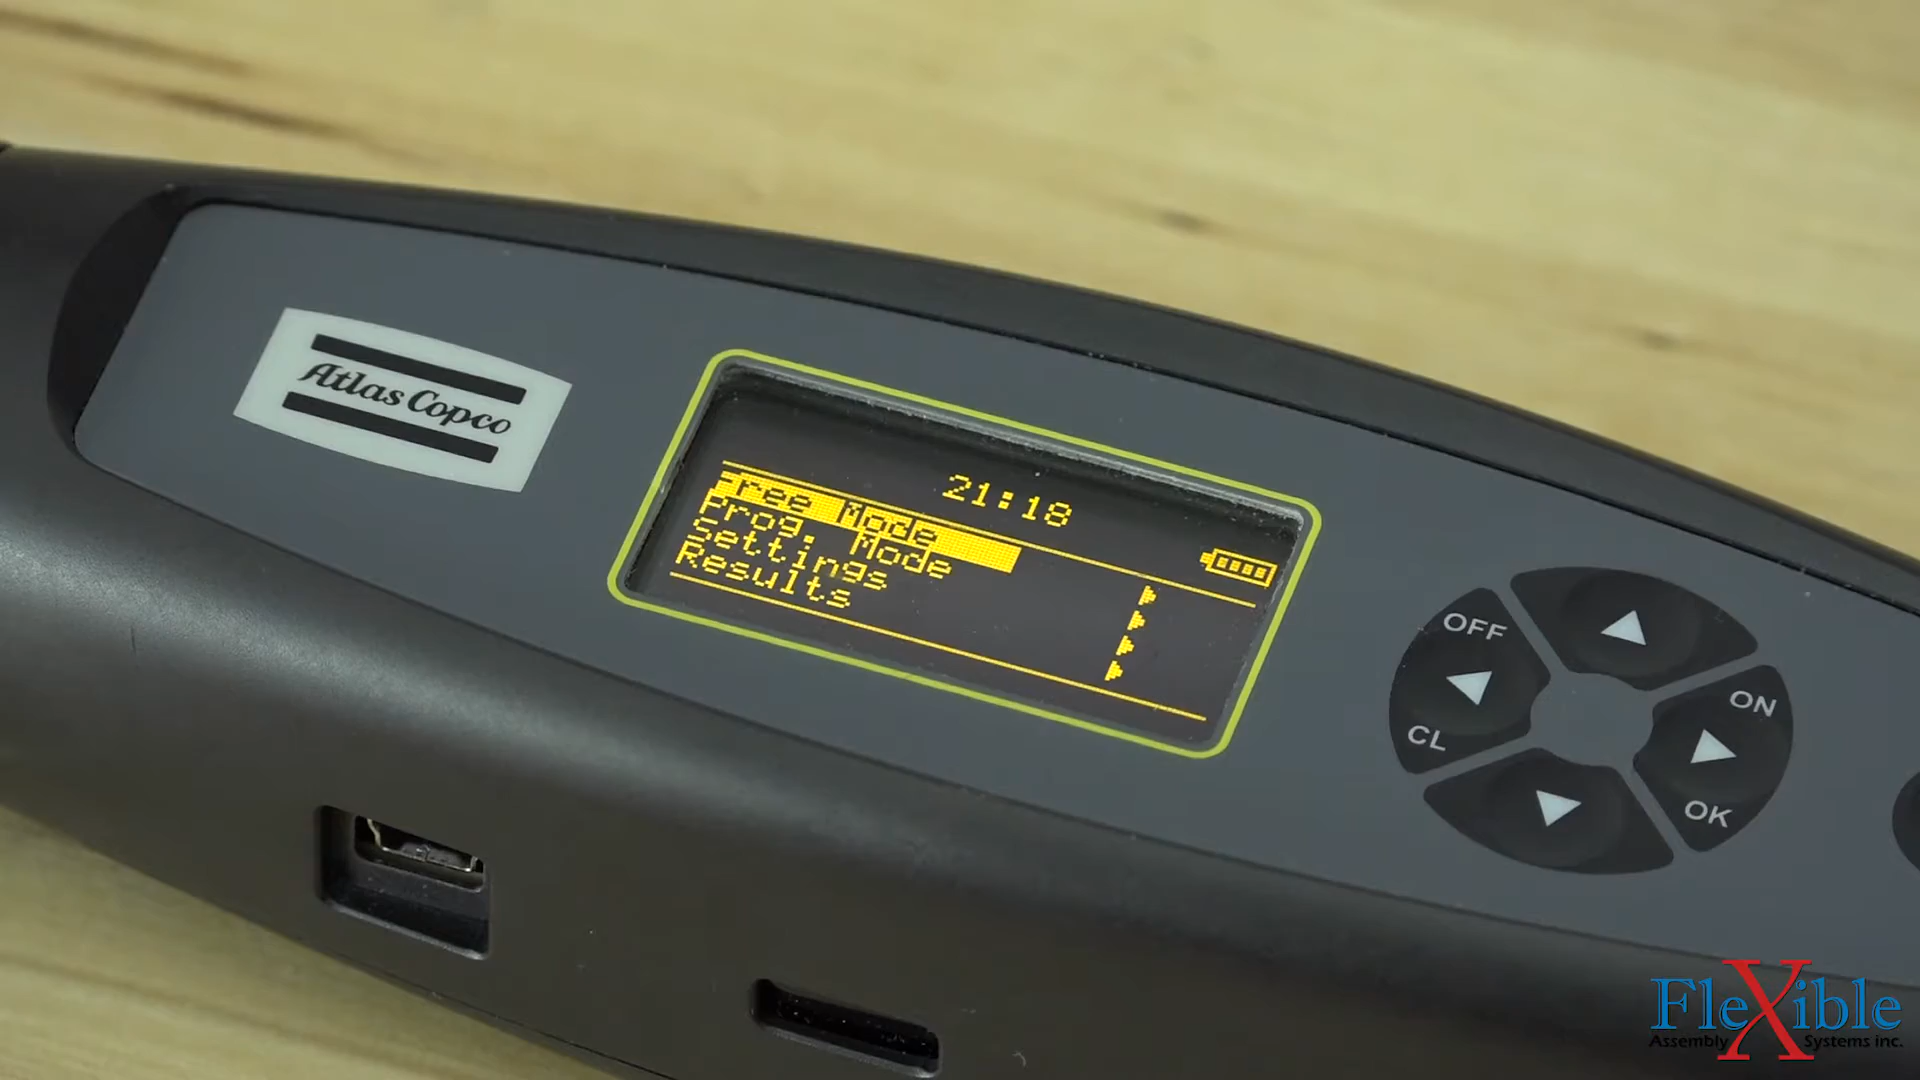 Atlas Copco
21:18
Free Mode
Prog. Mode
Settings
Results
OFF
CL
ON
OK
FleXible
Assembly Systems inc.